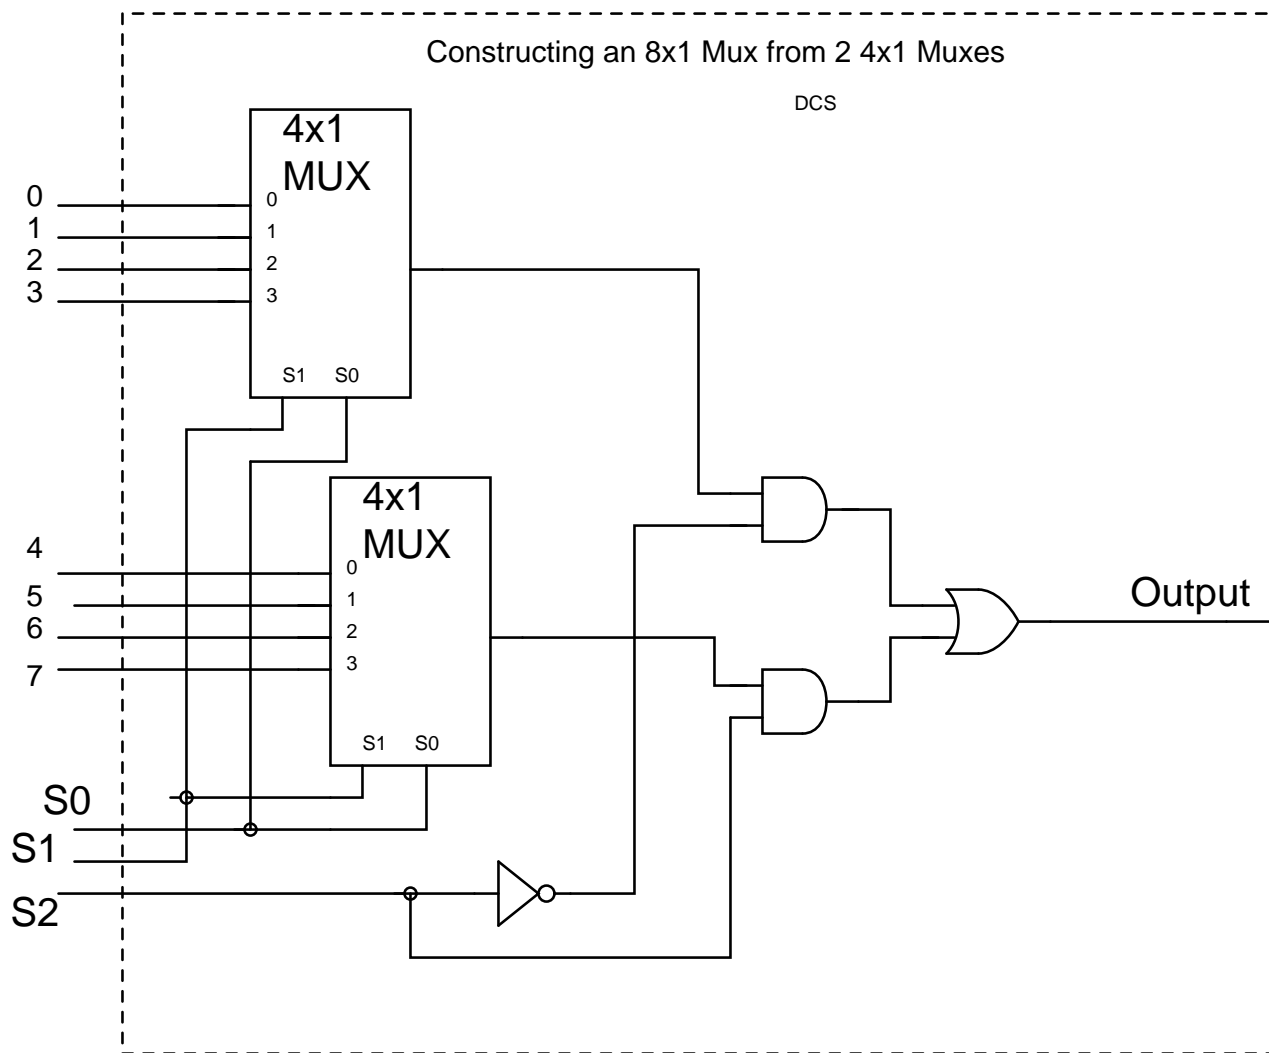 Constructing an 8x1 Mux from 2 4x1 Muxes
DCS
4x1
MUX
0
0
1
1
2
2
3
3
S1 S0
4x1
MUX
4
0
5
1
6
2
7
3
S1 S0
Output
S0
S1
S2